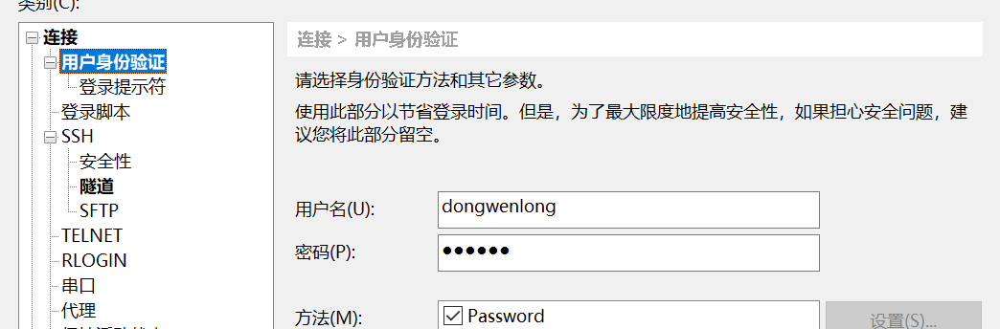 类别(C):
连接
用户身份验证
登录提示符
登录脚本
SSH
安全性
隧道
SFTP
TELNET
RLOGIN
串口
代理
连接 > 用户身份验证
请选择身份验证方法和其它参数。
使用此部分以节省登录时间。但是，为了最大限度地提高安全性，如果担心安全问题，建
议您将此部分留空。
用户名(U):
dongwenlong
密码(P):
●●●●●●
方法(M):
Password
设置(S)...